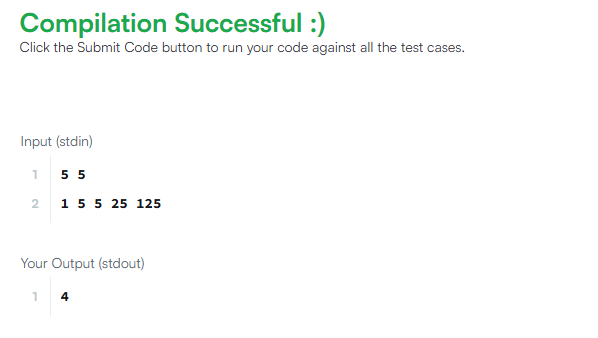 Compilation Successful :)
Click the Submit Code button to run your code against all the test cases.
Input (stdin)
1 5 5
2 1 5 5 25 125
Your Output (stdout)
1 4